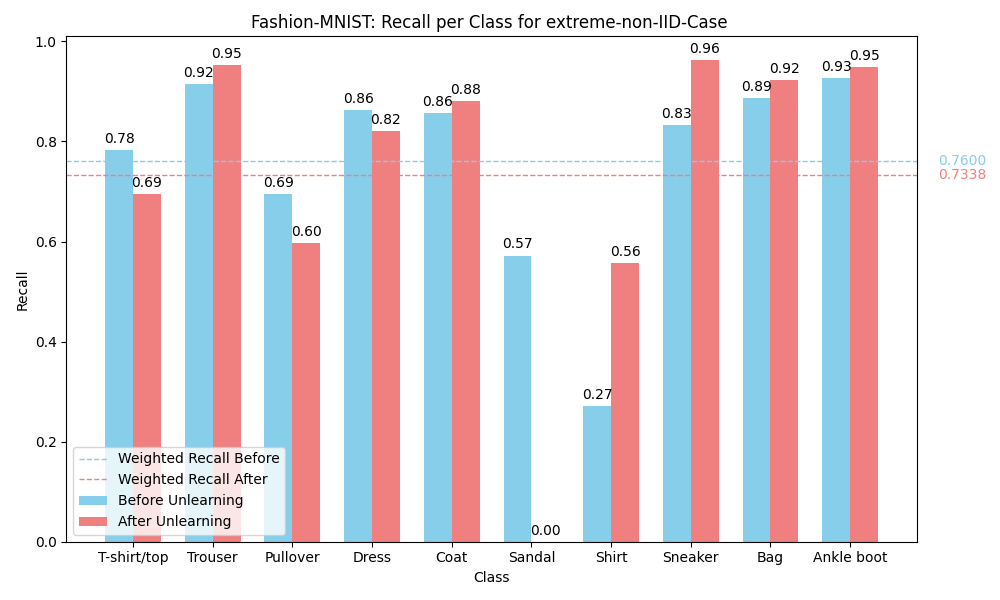 Fashion-MNIST: Recall per Class for extreme-non-IID-Case
1.0
0.8
0.6
0.4
0.2
0.0
Recall
0.78
0.69
0.92
0.95
0.69
0.60
0.86
0.82
0.86
0.88
0.57
0.00
0.27
0.56
0.83
0.96
0.89
0.92
0.93
0.95
0.7600
0.7338
Weighted Recall Before
Weighted Recall After
Before Unlearning
After Unlearning
T-shirt/top
Trouser
Pullover
Dress
Coat
Sandal
Shirt
Sneaker
Bag
Ankle boot
Class